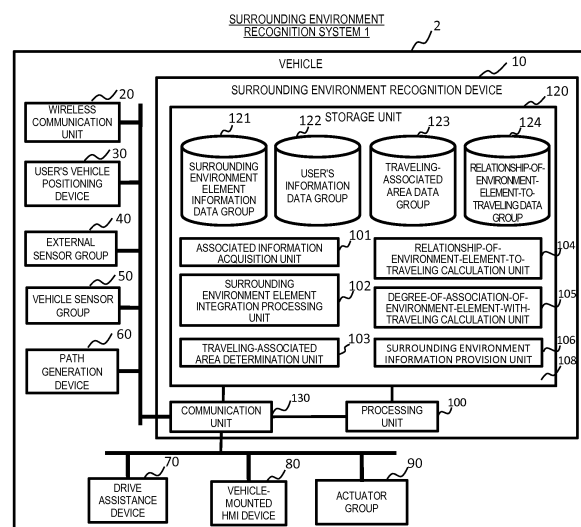 SURROUNDING ENVIRONMENT
RECOGNITION SYSTEM 1
2
VEHICLE
10
SURROUNDING ENVIRONMENT RECOGNITION DEVICE
120
STORAGE UNIT
121
SURROUNDING
ENVIRONMENT
ELEMENT
INFORMATION
DATA GROUP
122
USER'S
INFORMATION
DATA GROUP
123
TRAVELING-
ASSOCIATED
AREA DATA
GROUP
124
RELATIONSHIP-OF-
ENVIRONMENT-
ELEMENT-TO-
TRAVELING DATA
GROUP
20
WIRELESS
COMMUNICATION
UNIT
30
USER'S VEHICLE
POSITIONING
DEVICE
40
EXTERNAL
SENSOR GROUP
50
VEHICLE SENSOR
GROUP
60
PATH
GENERATION
DEVICE
101
ASSOCIATED INFORMATION
ACQUISITION UNIT
102
SURROUNDING
ENVIRONMENT ELEMENT
INTEGRATION PROCESSING
UNIT
103
TRAVELING-ASSOCIATED
AREA DETERMINATION UNIT
104
RELATIONSHIP-OF-
ENVIRONMENT-ELEMENT-TO-
TRAVELING CALCULATION UNIT
105
DEGREE-OF-ASSOCIATION-OF-
ENVIRONMENT-ELEMENT-WITH-
TRAVELING CALCULATION UNIT
106
SURROUNDING ENVIRONMENT
INFORMATION PROVISION UNIT
108
COMMUNICATION
UNIT
130
PROCESSING
UNIT
100
70
DRIVE
ASSISTANCE
DEVICE
80
VEHICLE-
MOUNTED
HMI DEVICE
90
ACTUATOR
GROUP